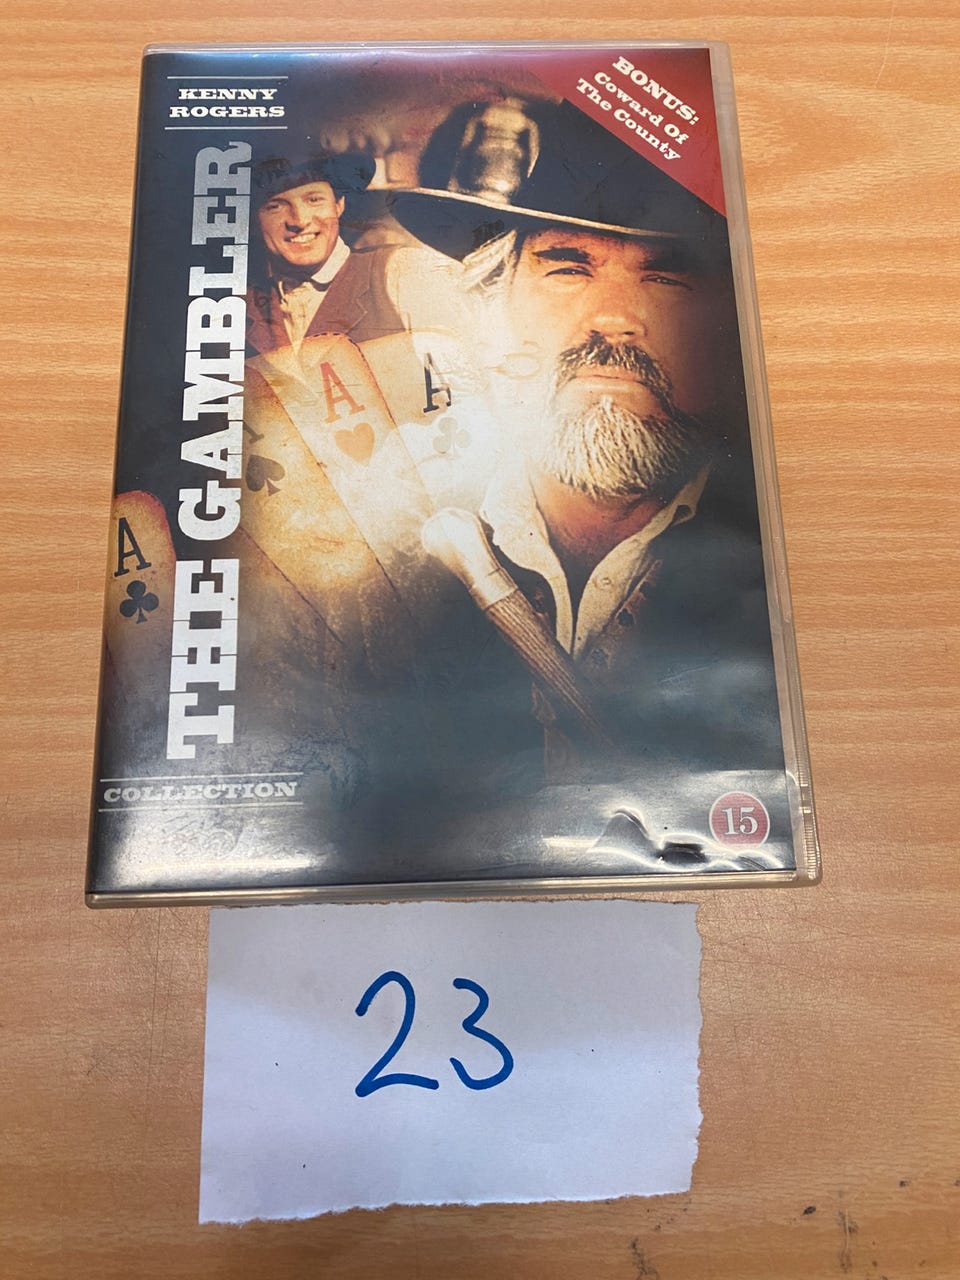 KENNY
ROGERS
THE GAMBLER
COLLECTION
BONUS:
Coward Of
The County
A
A
A
A
15
23